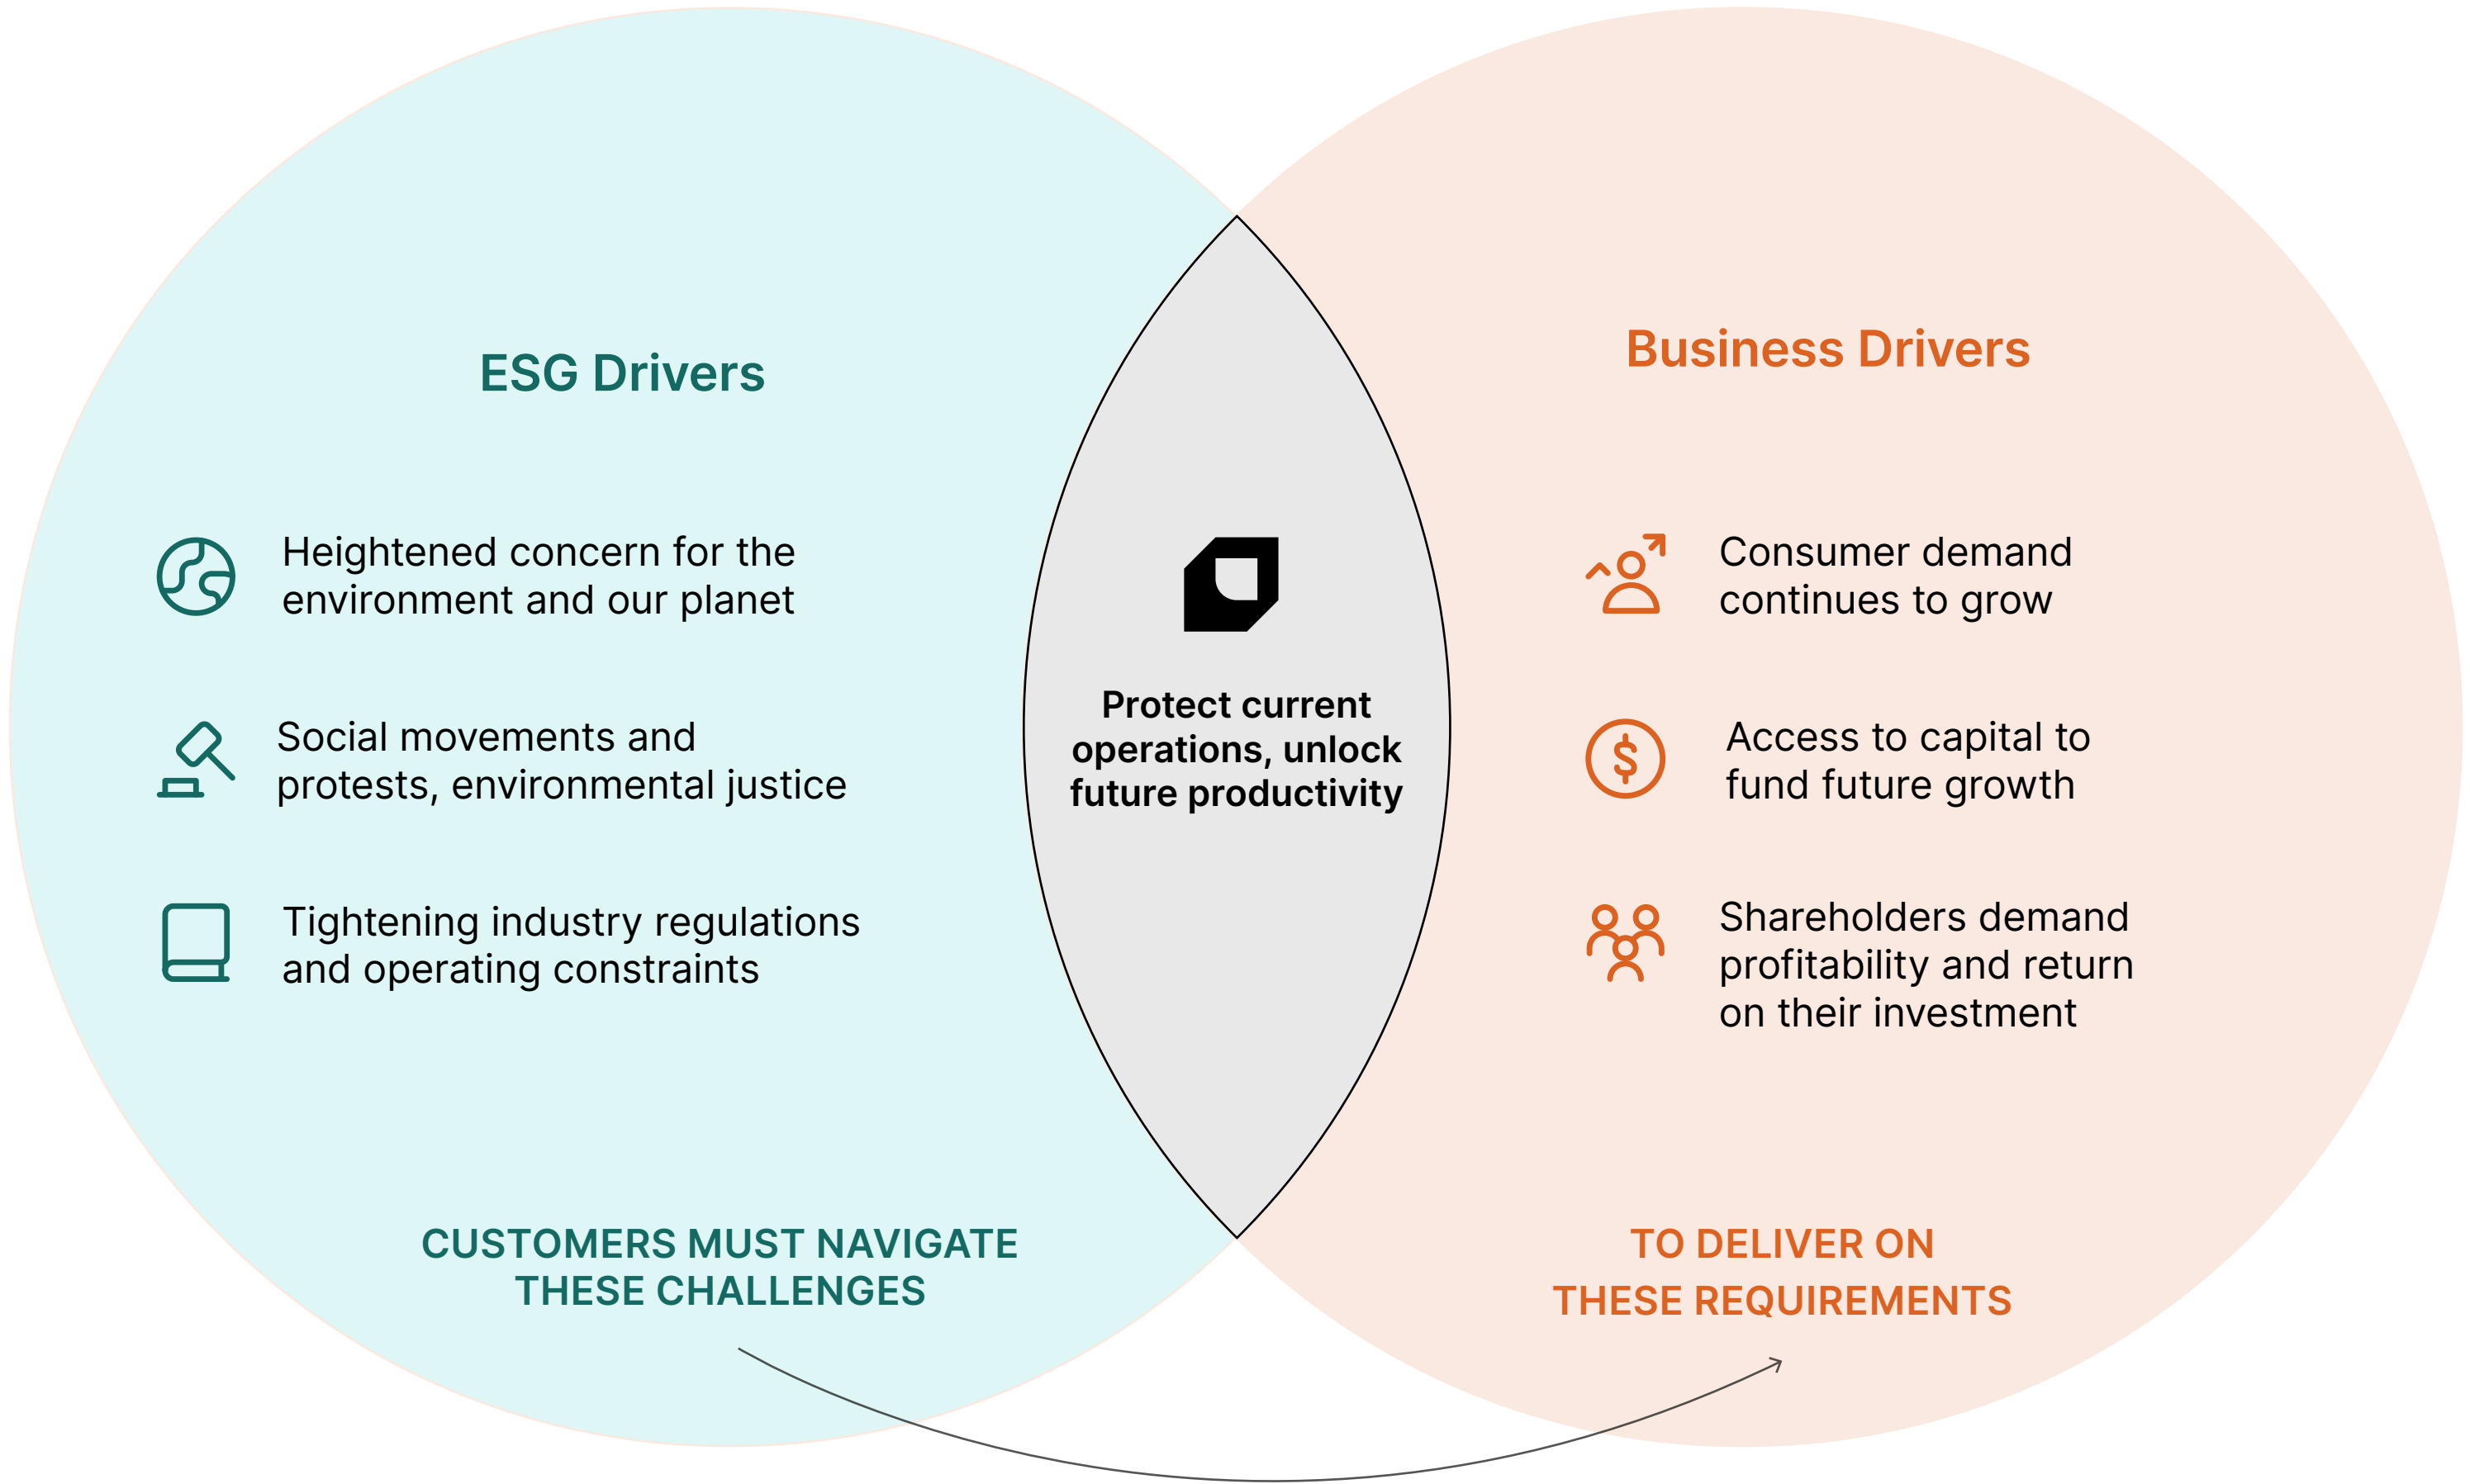 ESG Drivers
Heightened concern for the
environment and our planet
Social movements and
protests, environmental justice
Tightening industry regulations
and operating constraints
CUSTOMERS MUST NAVIGATE
THESE CHALLENGES
Protect current
operations, unlock
future productivity
Business Drivers
Consumer demand
continues to grow
$
Access to capital to
fund future growth
Shareholders demand
profitability and return
on their investment
TO DELIVER ON
THESE REQUIREMENTS